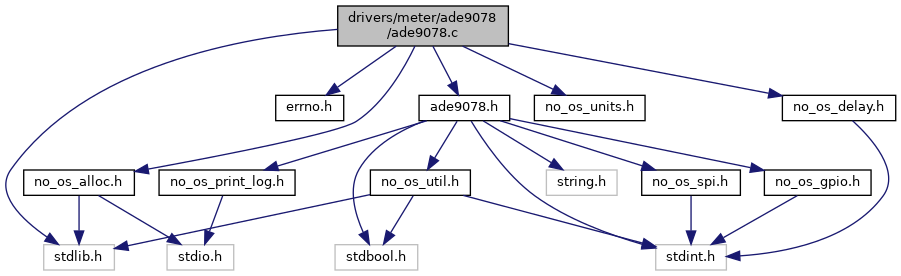 drivers/meter/ade9078
/ade9078.c
errno.h
ade9078.h
no_os_units.h
no_os_delay.h
no_os_alloc.h
no_os_print_log.h
no_os_util.h
string.h
no_os_spi.h
no_os_gpio.h
stdlib.h
stdio.h
stdbool.h
stdint.h